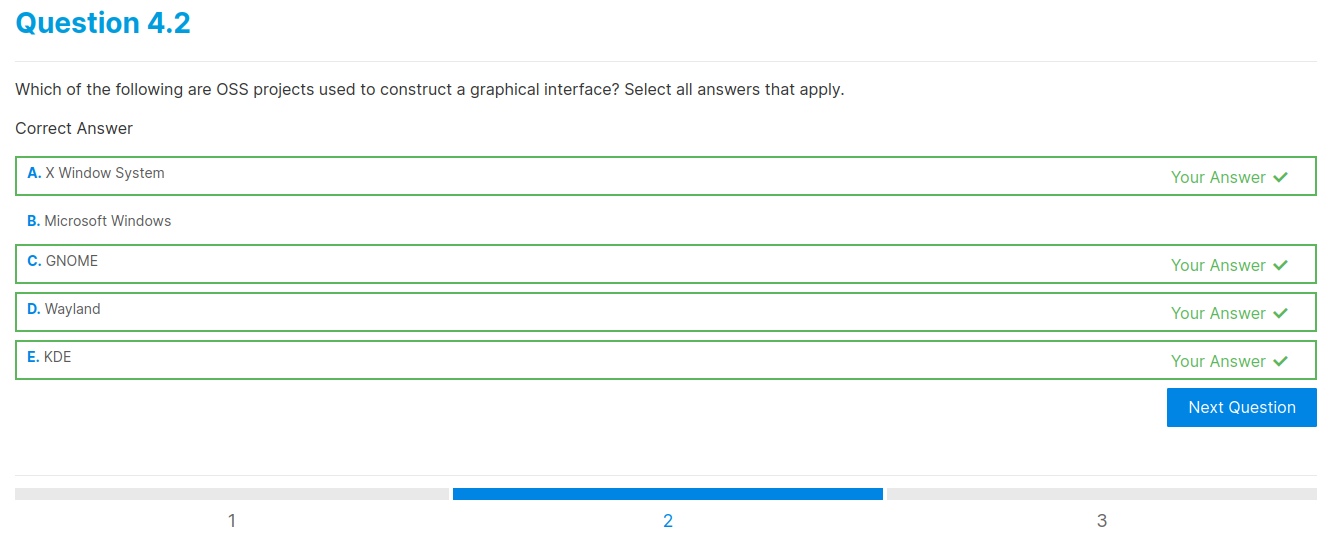 Question 4.2
Which of the following are OSS projects used to construct a graphical interface? Select all answers that apply.
Correct Answer
A. X Window System Your Answer ✓
B. Microsoft Windows
C. GNOME Your Answer ✓
D. Wayland Your Answer ✓
E. KDE Your Answer ✓
Next Question
1 2 3